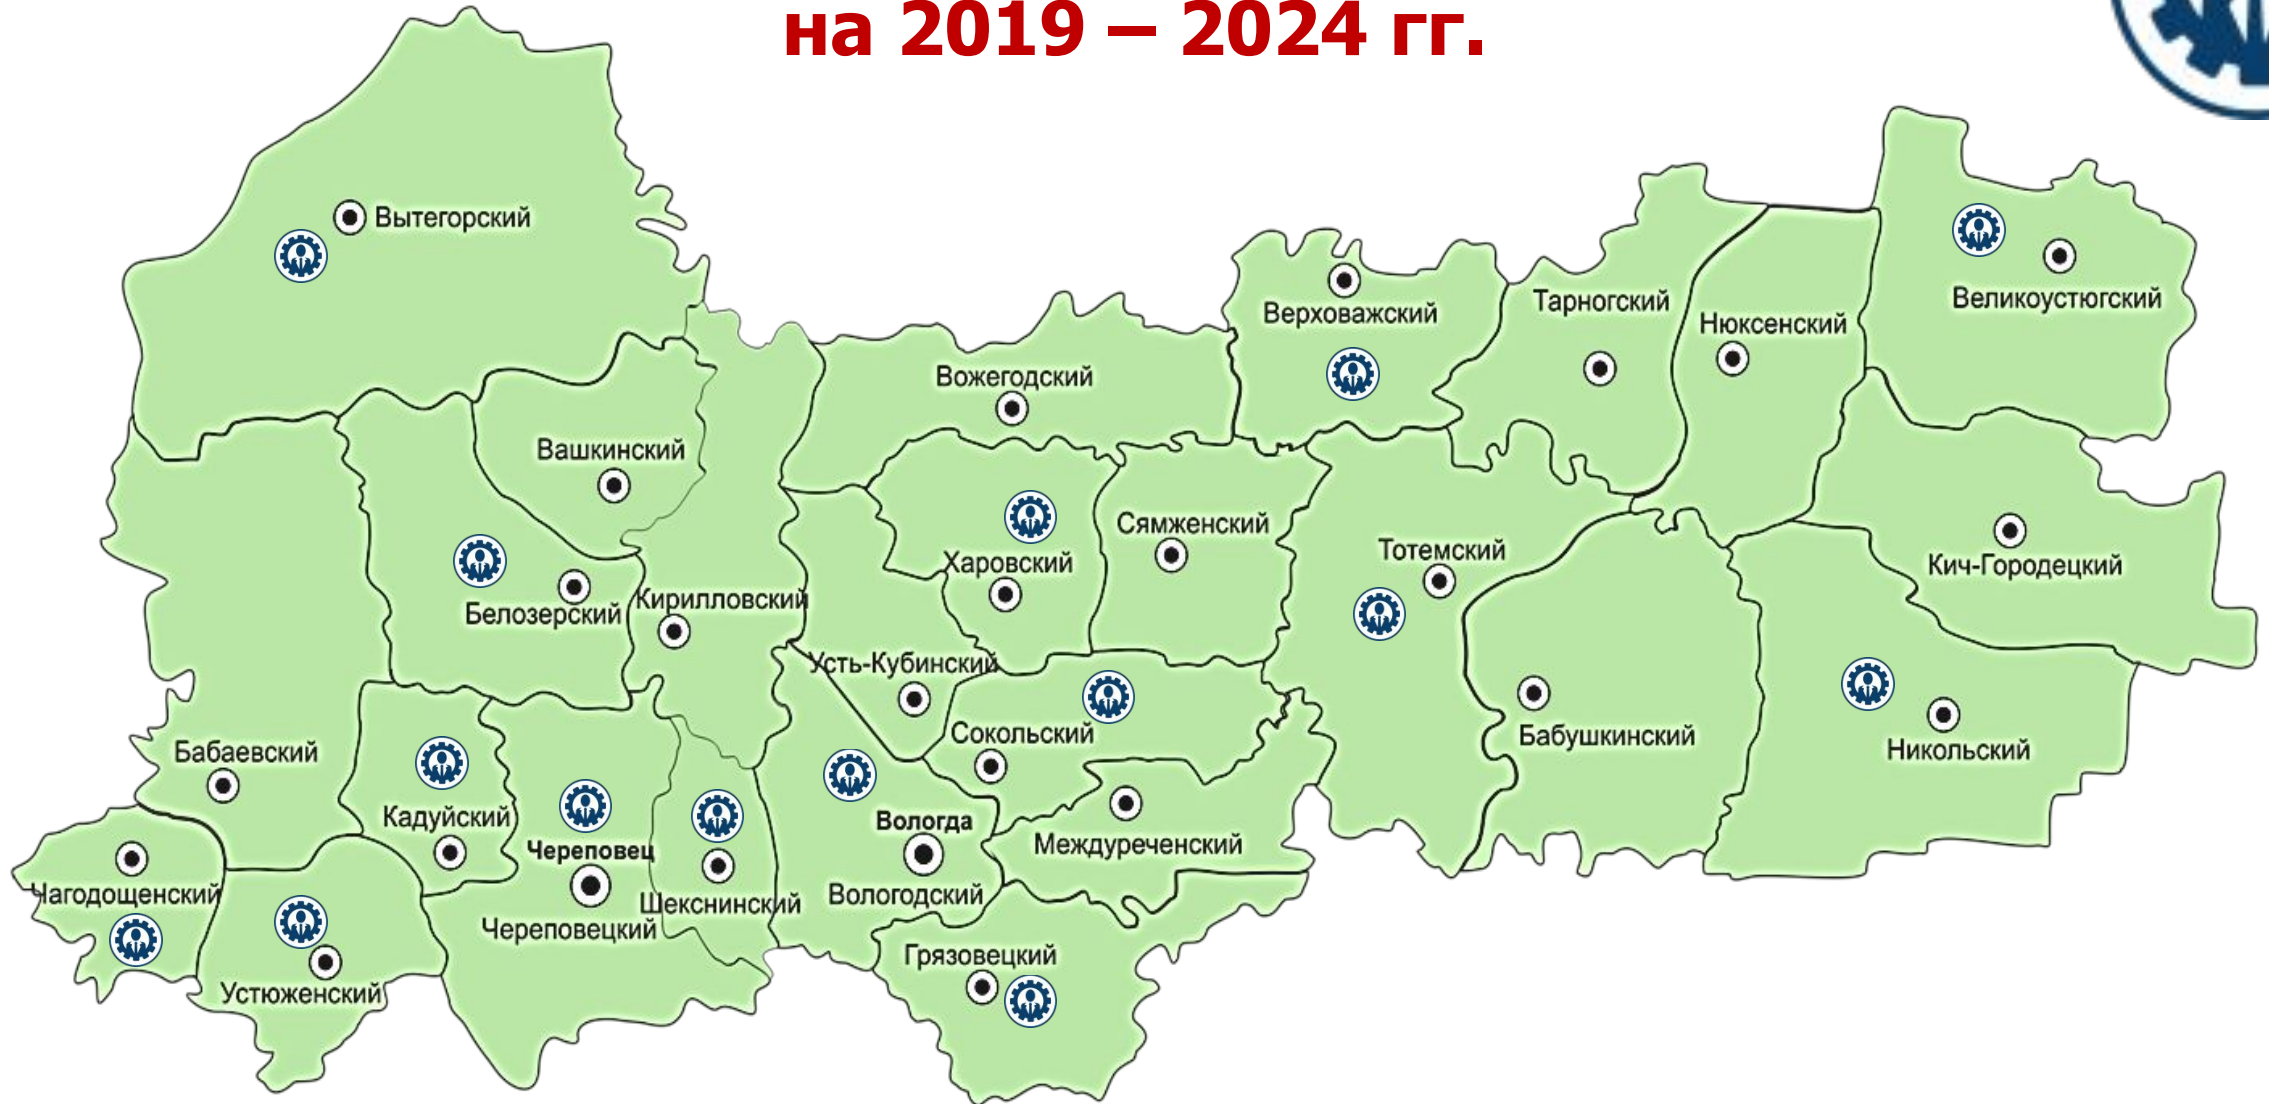 на 2019 – 2024 гг.
Вытегорский
Великоустюгский
Верховажский
Тарногский
Нюксенский
Вожегодский
Вашкинский
Сямженский
Харовский
Тотемский
Кич-Городецкий
Белозерский
Кирилловский
Усть-Кубинский
Сокольский
Бабушкинский
Никольский
Бабаевский
Кадуйский
Вологда
Междуреченский
Череповец
Чагодощенский
Шекснинский
Вологодский
Череповецкий
Грязовецкий
Устюженский